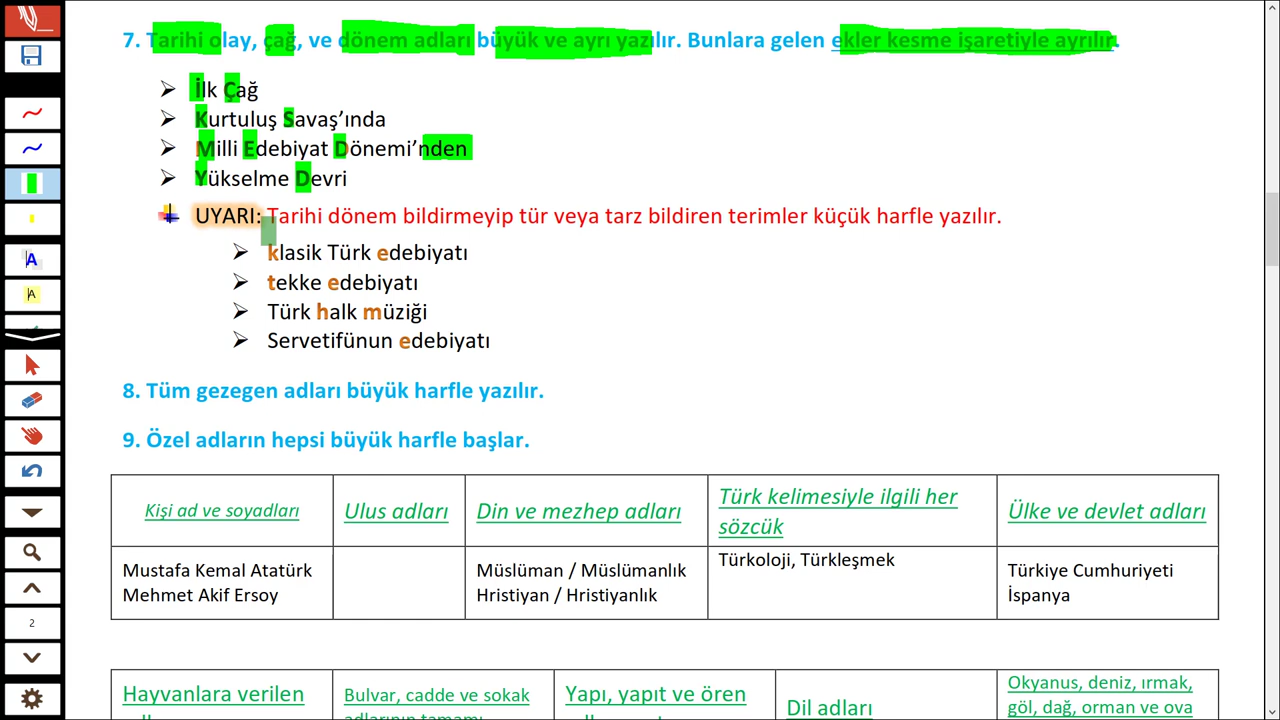 7. Tarihi olay, çağ, ve dönem adları büyük ve ayrı yazılır. Bunlara gelen ekler kesme işaretiyle ayrılır.
İlk Çağ
Kurtuluş Savaş’ında
Milli Edebiyat Dönemi’nden
Yükselme Devri
UYARI: Tarihi dönem bildirmeyip tür veya tarz bildiren terimler küçük harfle yazılır.
klasik Türk edebiyatı
tekke edebiyatı
Türk halk müziği
Servetifünun edebiyatı
8. Tüm gezegen adları büyük harfle yazılır.
9. Özel adların hepsi büyük harfle başlar.
Kişi ad ve soyadları
Ulus adları
Din ve mezhep adları
Türk kelimesiyle ilgili her
sözcük
Ülke ve devlet adları
Mustafa Kemal Atatürk
Mehmet Akif Ersoy
Müslüman / Müslümanlık
Hristiyan / Hristiyanlık
Türkoloji, Türkleşmek
Türkiye Cumhuriyeti
İspanya
Hayvanlara verilen
Bulvar, cadde ve sokak
adlarının tamamı
Yapı, yapıt ve ören
Dil adları
Okyanus, deniz, ırmak,
göl, dağ, orman ve ova
A
A
2